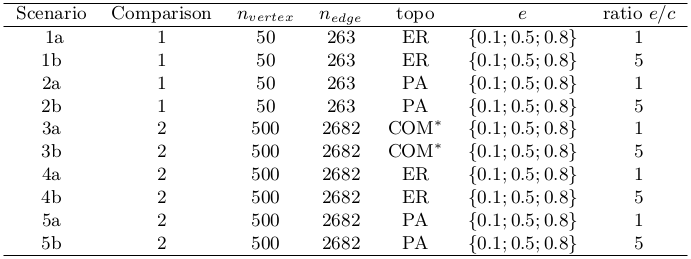 Scenario Comparison n_vertex n_edge topo e ratio e/c
1a 1 50 263 ER {0.1; 0.5; 0.8} 1
1b 1 50 263 ER {0.1; 0.5; 0.8} 5
2a 1 50 263 PA {0.1; 0.5; 0.8} 1
2b 1 50 263 PA {0.1; 0.5; 0.8} 5
3a 2 500 2682 COM* {0.1; 0.5; 0.8} 1
3b 2 500 2682 COM* {0.1; 0.5; 0.8} 5
4a 2 500 2682 ER {0.1; 0.5; 0.8} 1
4b 2 500 2682 ER {0.1; 0.5; 0.8} 5
5a 2 500 2682 PA {0.1; 0.5; 0.8} 1
5b 2 500 2682 PA {0.1; 0.5; 0.8} 5